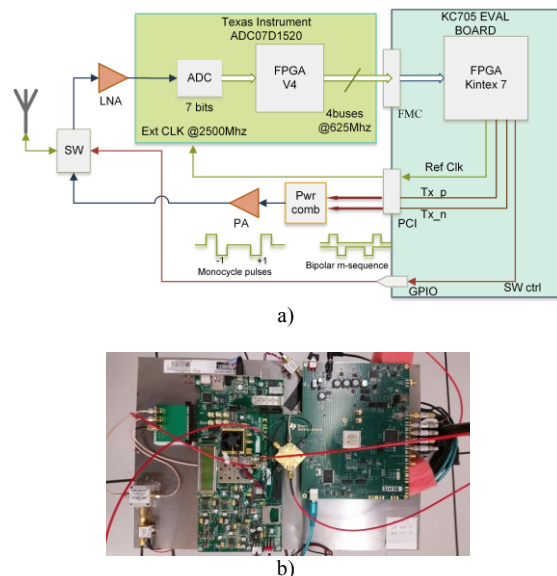 Texas Instrument
ADC07D1520
KC705 EVAL
BOARD
LNA
ADC
7 bits
FPGA
V4
4buses
@625Mhz
FMC
FPGA
Kintex 7
Ext CLK @2500Mhz
SW
Ref Clk
Tx_p
Tx_n
PA
Pwr
comb
PCI
-1
+1
Monocycle pulses
Bipolar m-sequence
GPIO
SW ctrl
a)
b)